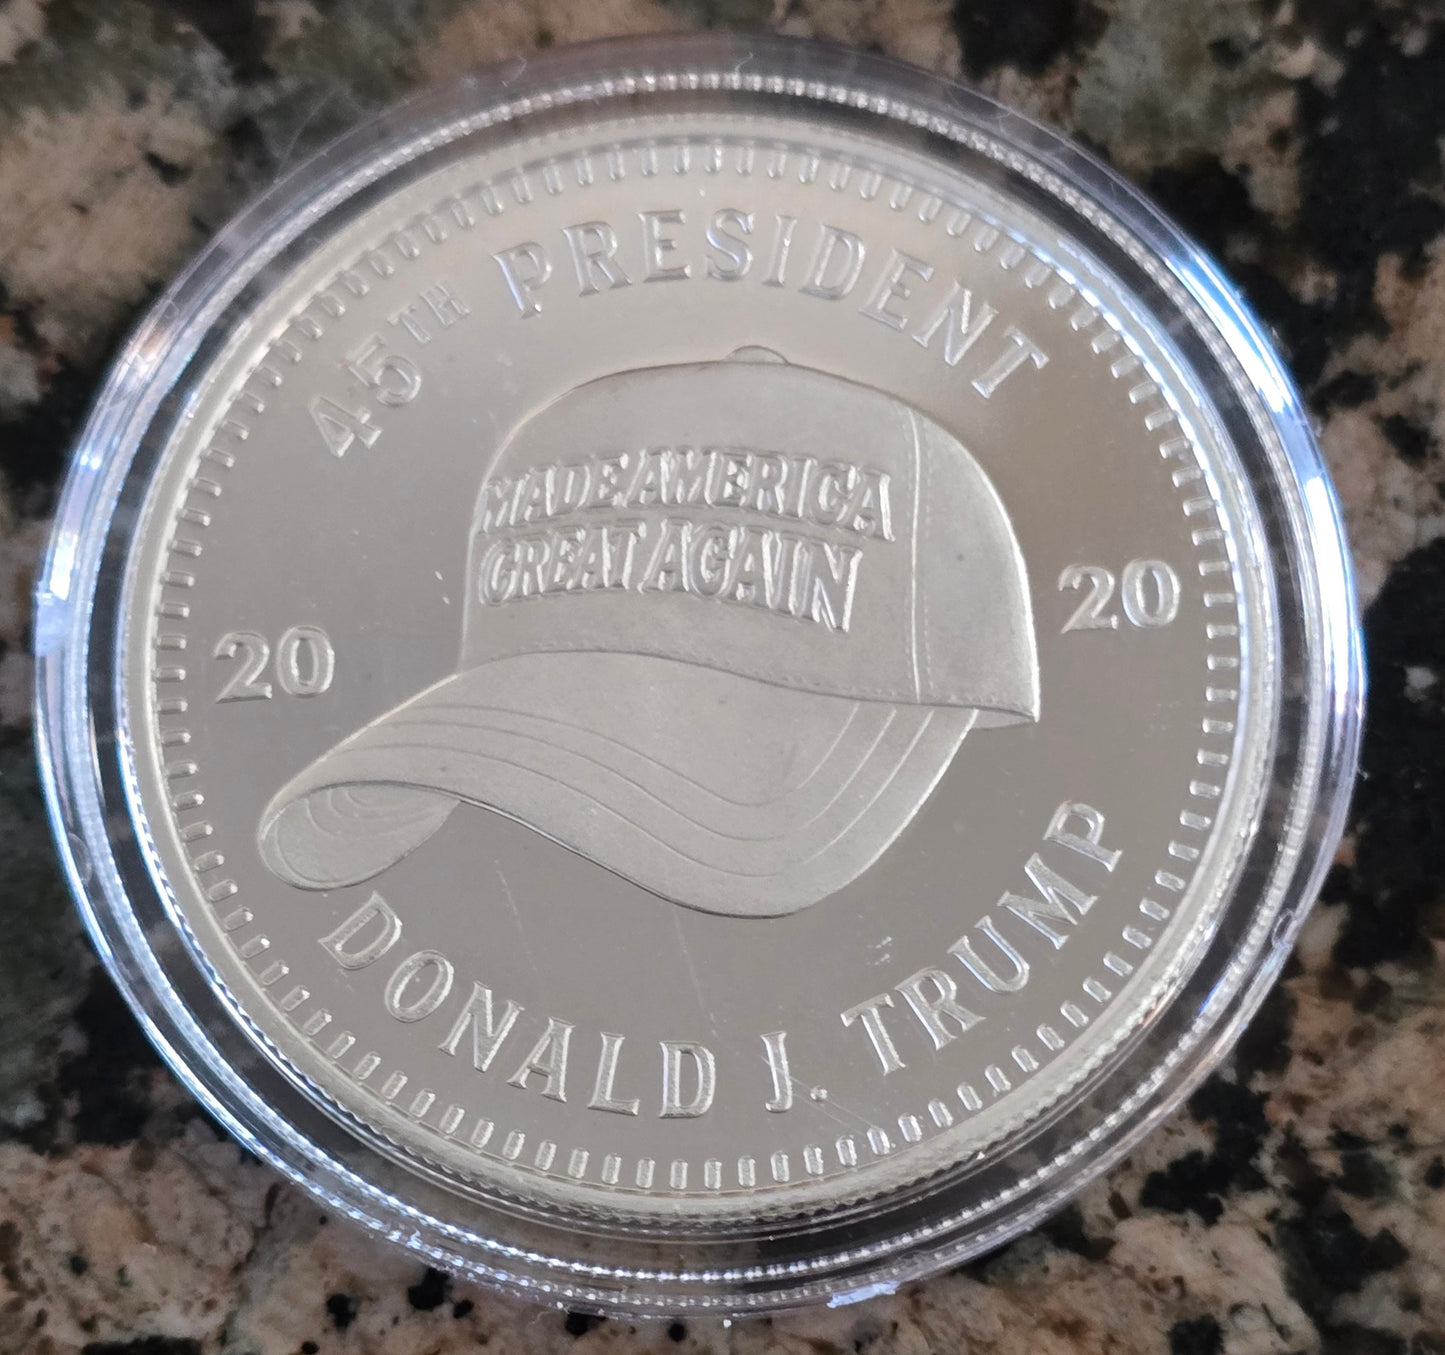 45TH PRESIDENT
MADE AMERICA
GREAT AGAIN
20 20
DONALD J. TRUMP